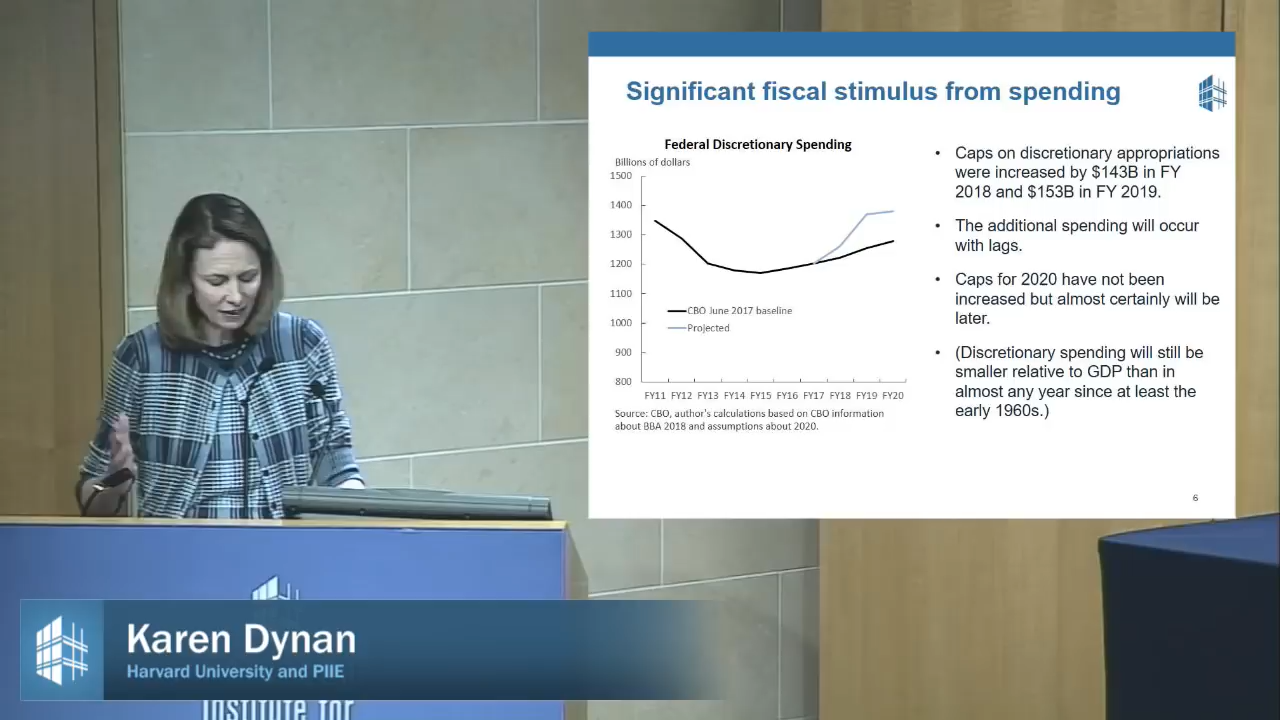 Significant fiscal stimulus from spending
Federal Discretionary Spending
Billions of dollars
1500
1400
1300
1200
1100
1000
900
800
CBO June 2017 baseline
Projected
FY11 FY12 FY13 FY14 FY15 FY16 FY17 FY18 FY19 FY20
Source: CBO, author's calculations based on CBO information
about BBA 2018 and assumptions about 2020.
• Caps on discretionary appropriations
were increased by $143B in FY
2018 and $153B in FY 2019.
• The additional spending will occur
with lags.
• Caps for 2020 have not been
increased but almost certainly will be
later.
• (Discretionary spending will still be
smaller relative to GDP than in
almost any year since at least the
early 1960s.)
6
Karen Dynan
Harvard University and PIIE
Institute for